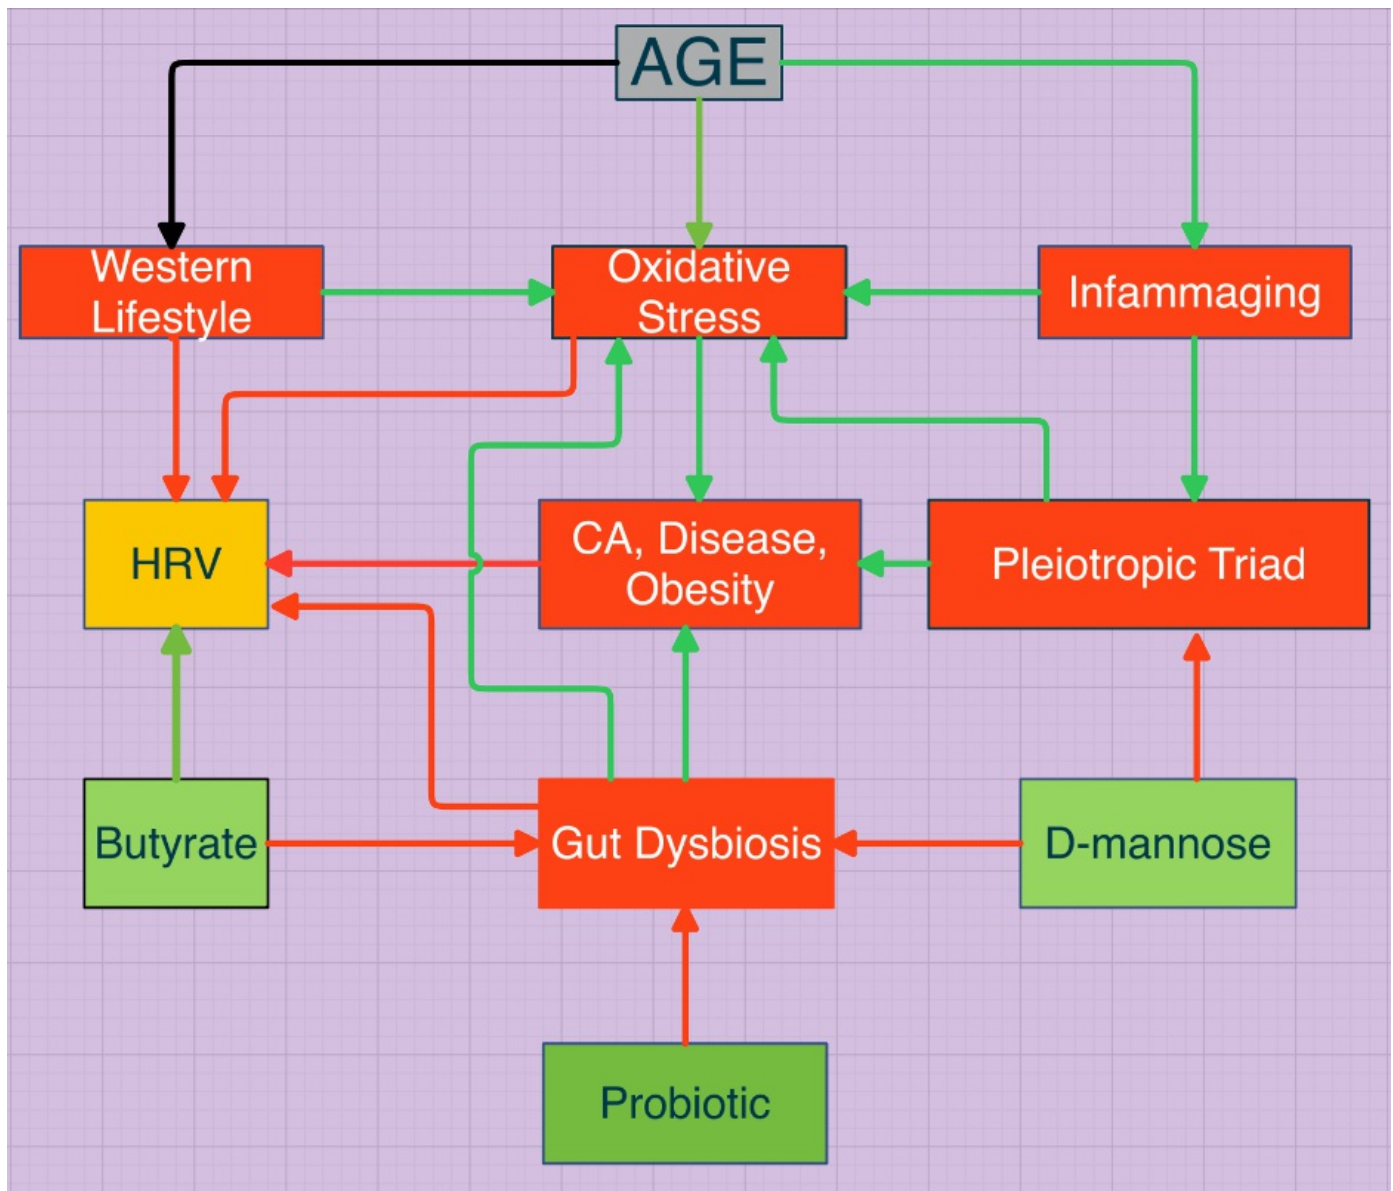 AGE
Western
Lifestyle
Oxidative
Stress
Infammaging
HRV
CA, Disease,
Obesity
Pleiotropic Triad
Butyrate
Gut Dysbiosis
D-mannose
Probiotic